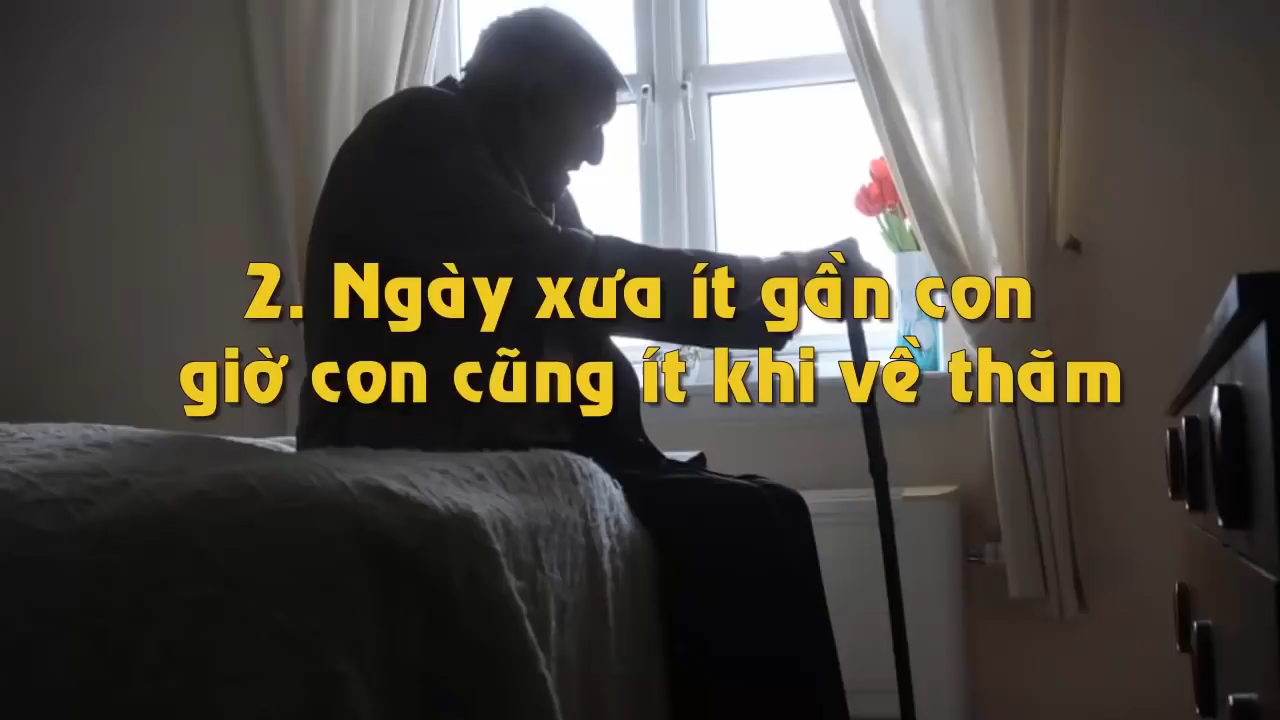 2. Ngày xưa ít gần con
giờ con cũng ít khi về thăm